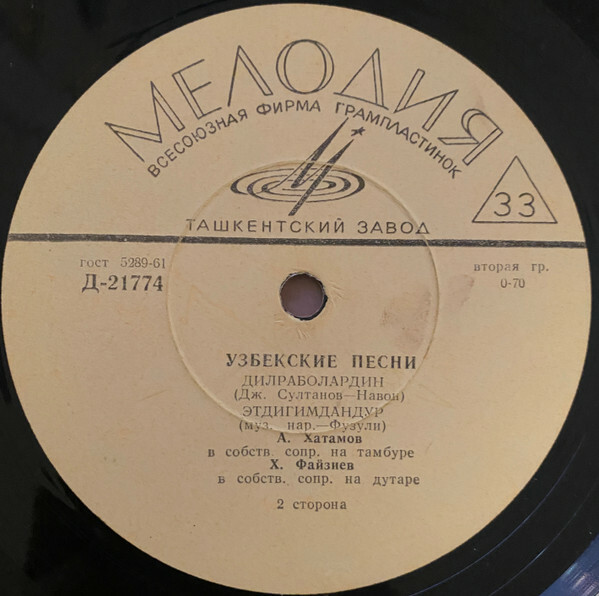 МЕЛОДИЯ
ВСЕСОЮЗНАЯ ФИРМА ГРАМПЛАСТИНОК
33
ТАШКЕНТСКИЙ ЗАВОД
гост 5289-61
Д-21774
вторая гр.
0-70
УЗБЕКСКИЕ ПЕСНИ
ДИЛРАБОЛАРДИН
(Дж. Султанов—Навои)
ЭТДИГИМДАНДУР
(муз. нар.—Фузули)
А. Хатамов
в собств. сопр. на тамбуре
Х. Файзиев
в собств. сопр. на дутаре
2 сторона